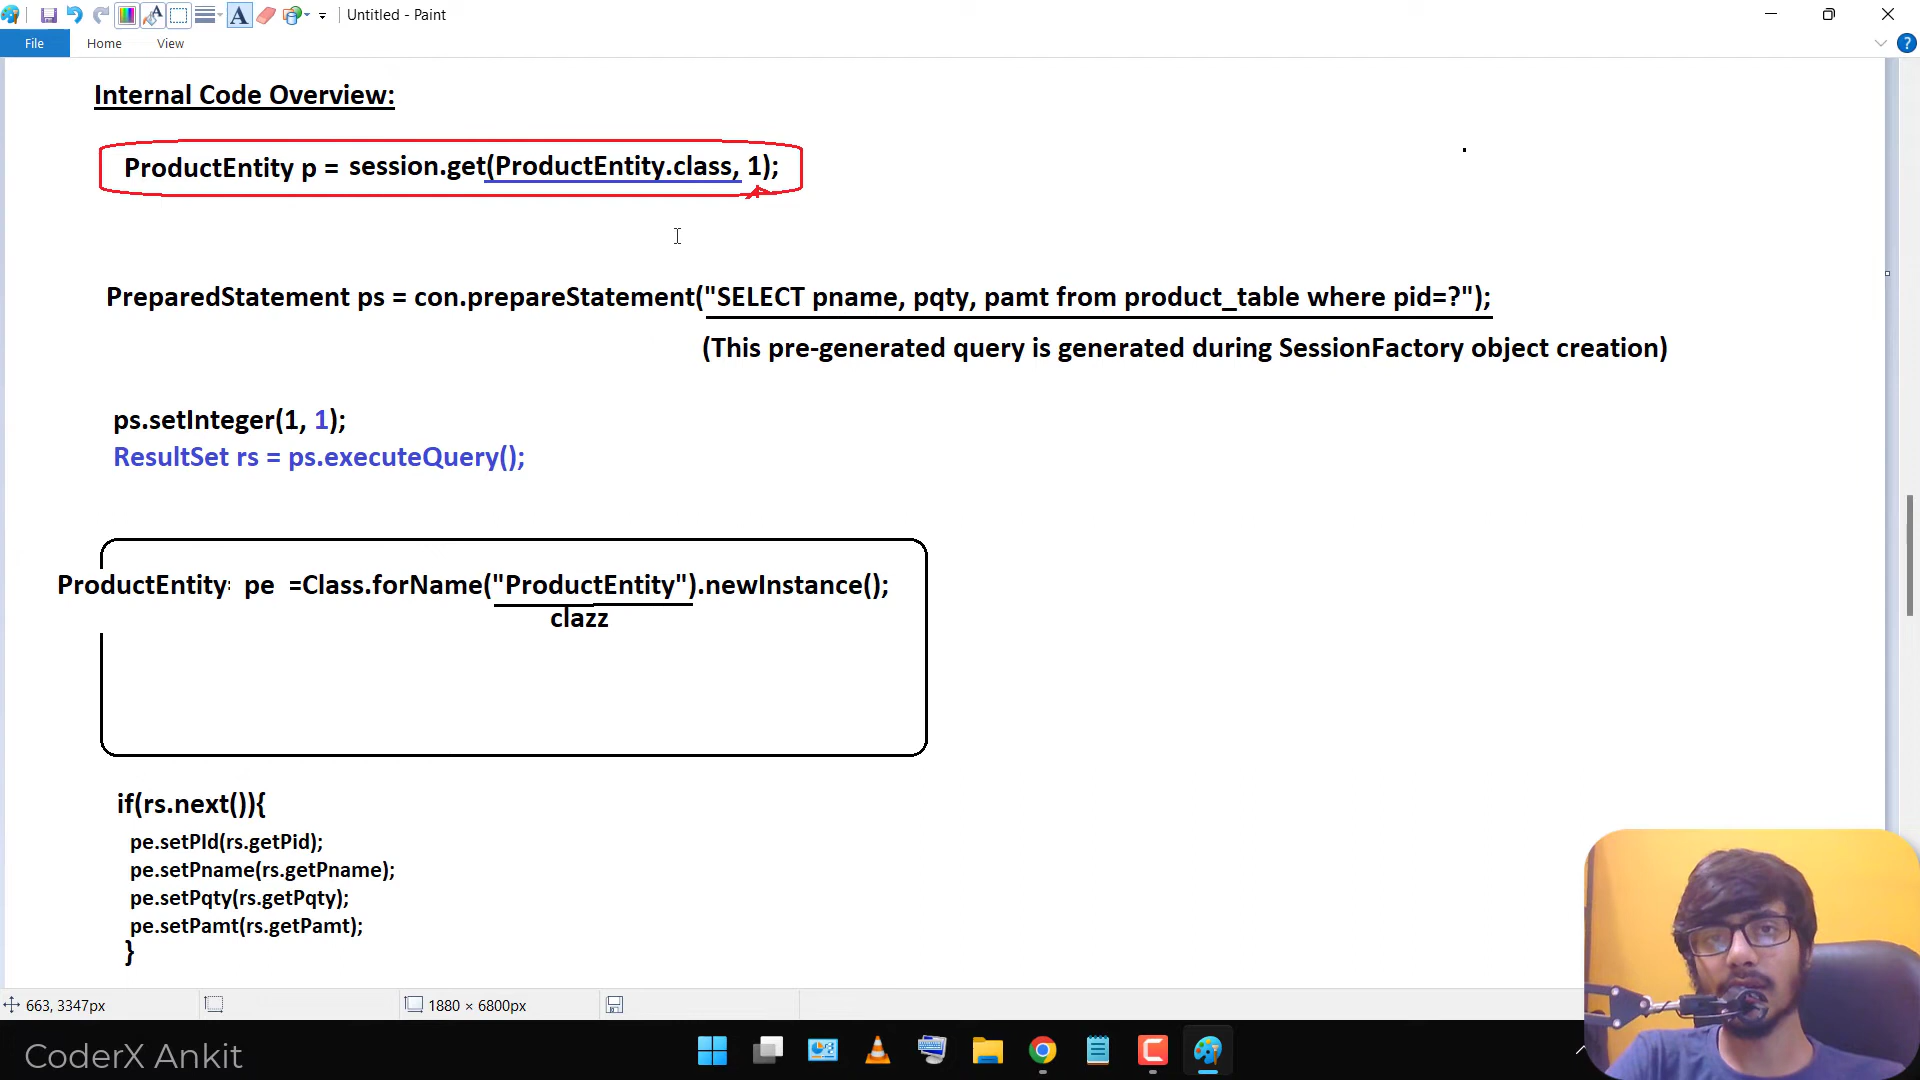 Untitled - Paint
File Home View
Internal Code Overview:
ProductEntity p = session.get(ProductEntity.class, 1);
PreparedStatement ps = con.prepareStatement("SELECT pname, pqty, pamt from product_table where pid=?");
(This pre-generated query is generated during SessionFactory object creation)
ps.setInteger(1, 1);
ResultSet rs = ps.executeQuery();
ProductEntity pe =Class.forName("ProductEntity").newInstance();
clazz
if(rs.next()){
pe.setPId(rs.getPid);
pe.setPname(rs.getPname);
pe.setPqty(rs.getPqty);
pe.setPamt(rs.getPamt);
}
663, 3347px 1880 × 6800px
CoderX Ankit